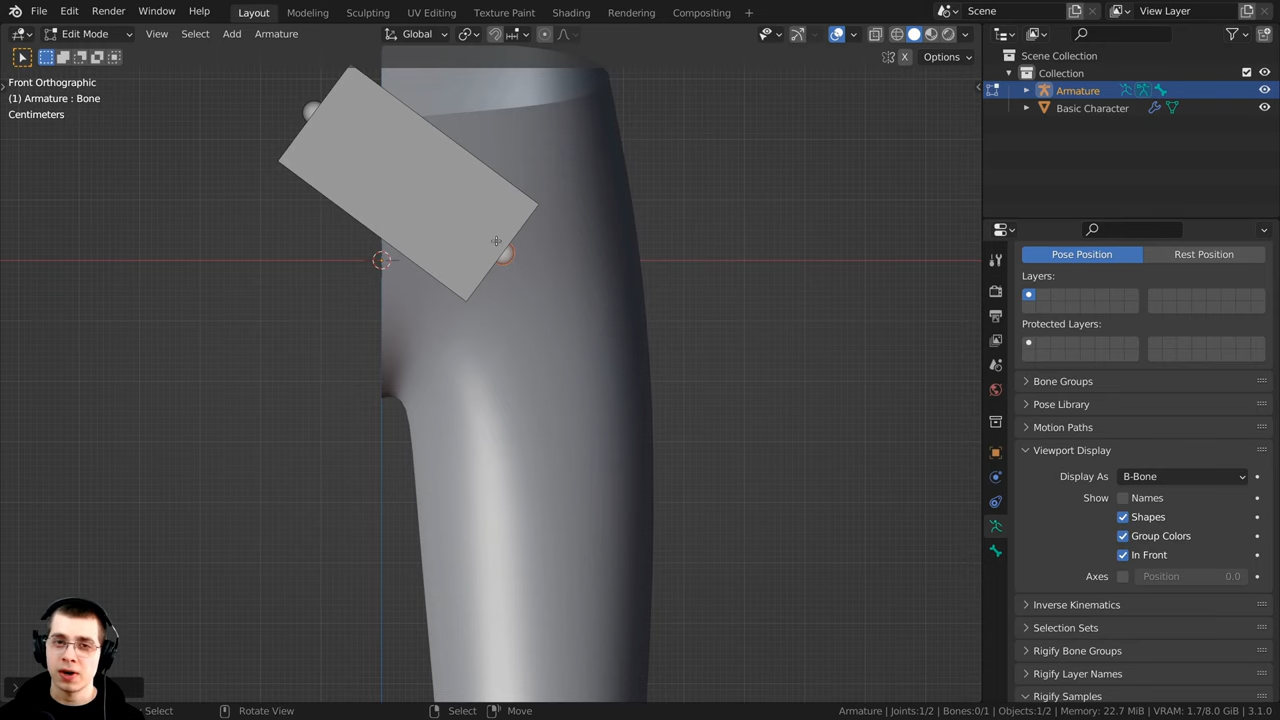 File Edit Render Window Help Layout Modeling Sculpting UV Editing Texture Paint Shading Rendering Compositing + Scene View Layer
Edit Mode View Select Add Armature Global
X Options
Front Orthographic
(1) Armature : Bone
Centimeters
Scene Collection
Collection
Armature
Basic Character
Pose Position Rest Position
Layers:
Protected Layers:
Bone Groups
Pose Library
Motion Paths
Viewport Display
Display As B-Bone
Show Names
Shapes
Group Colors
In Front
Axes Position 0.0
Inverse Kinematics
Selection Sets
Rigify Bone Groups
Rigify Layer Names
Rigify Samples
Select Rotate View Select Move Armature | Joints:1/2 | Bones:0/1 | Objects:1/2 | Memory: 22.7 MiB | VRAM: 1.7/8.0 GiB | 3.1.0